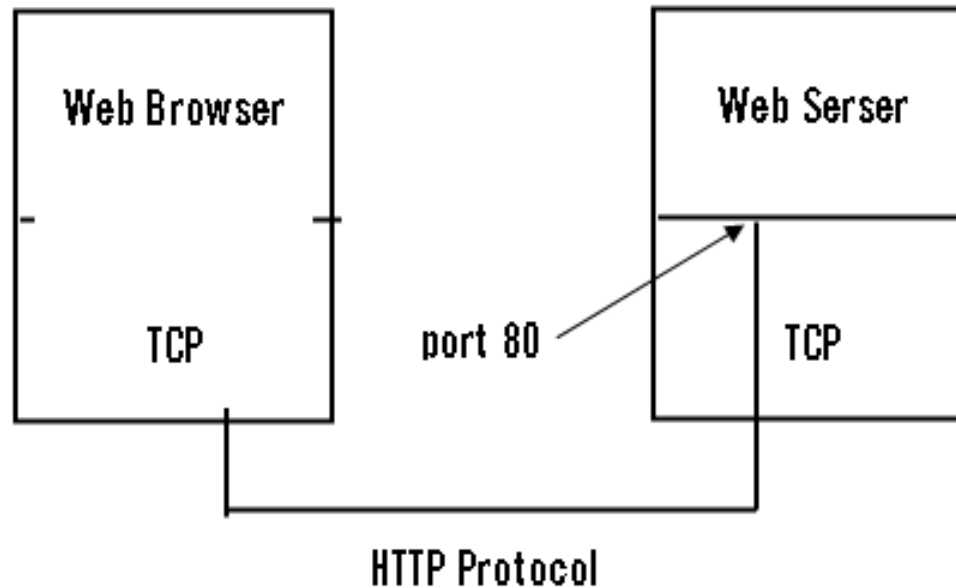 Web Browser
Web Serser
TCP
port 80
TCP
HTTP Protocol